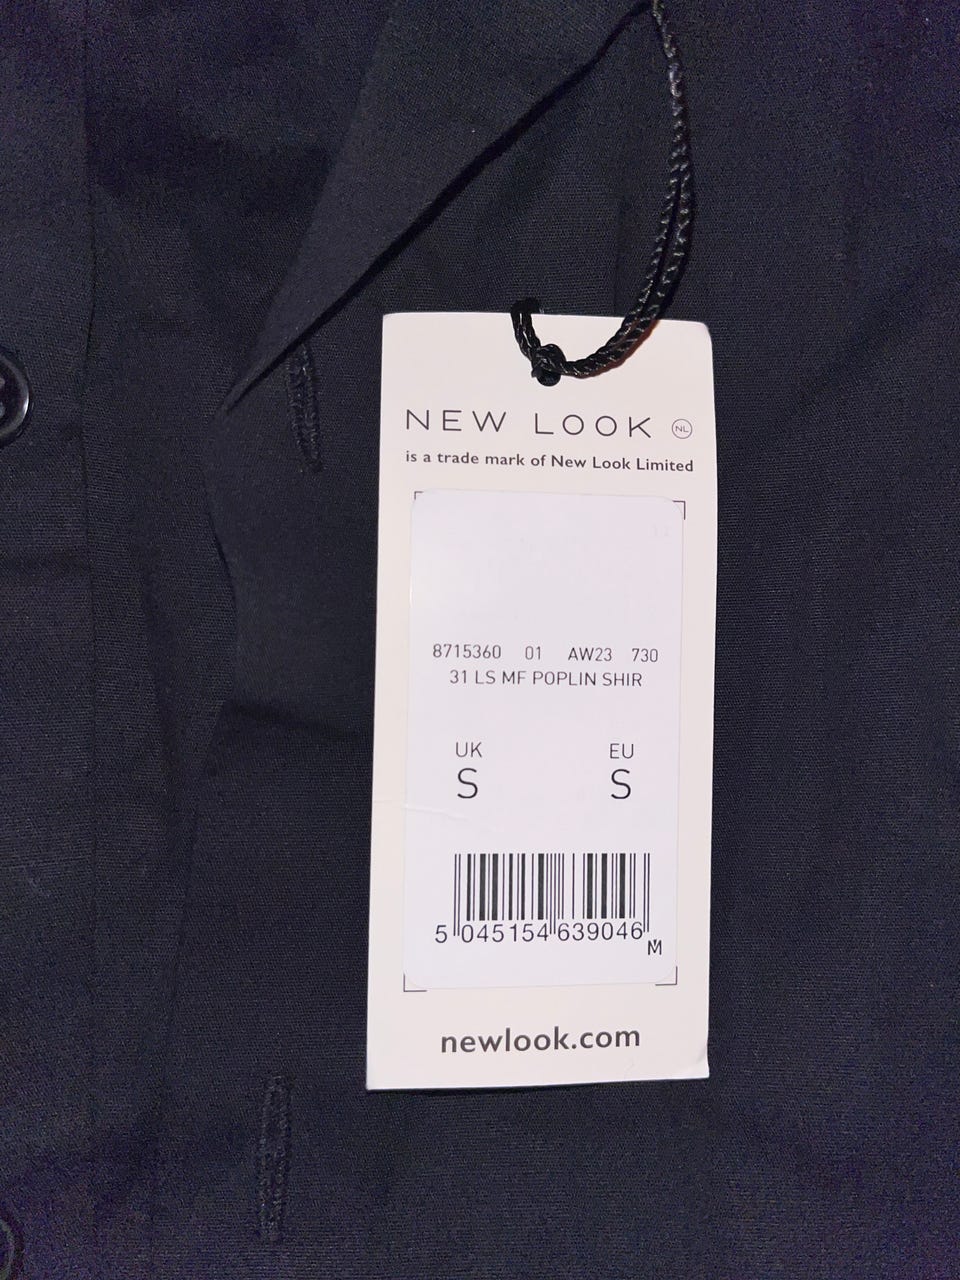 NEW LOOK NL
is a trade mark of New Look Limited
8715360 01 AW23 730
31 LS MF POPLIN SHIR
UK EU
S S
5 045154 639046
M
newlook.com